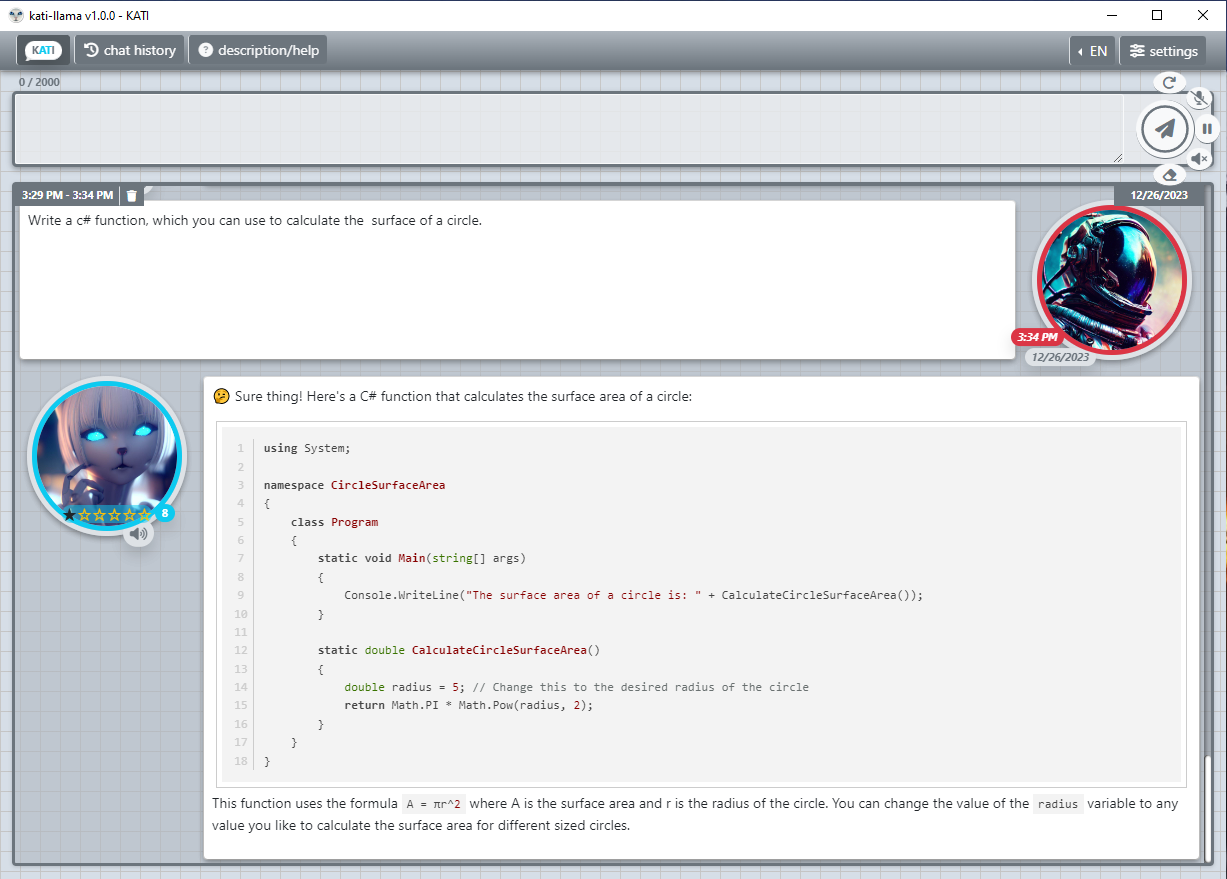 kati-llama v1.0.0 - KATI
KATI chat history description/help EN settings
0 / 2000
3:29 PM - 3:34 PM 12/26/2023
Write a c# function, which you can use to calculate the  surface of a circle.
3:34 PM
12/26/2023
Sure thing! Here's a C# function that calculates the surface area of a circle:
1 using System;
2
3 namespace CircleSurfaceArea
4 {
5     class Program
6     {
7         static void Main(string[] args)
8         {
9             Console.WriteLine("The surface area of a circle is: " + CalculateCircleSurfaceArea());
10         }
11
12         static double CalculateCircleSurfaceArea()
13         {
14             double radius = 5; // Change this to the desired radius of the circle
15             return Math.PI * Math.Pow(radius, 2);
16         }
17     }
18 }
8
This function uses the formula A = πr^2 where A is the surface area and r is the radius of the circle. You can change the value of the radius variable to any
value you like to calculate the surface area for different sized circles.